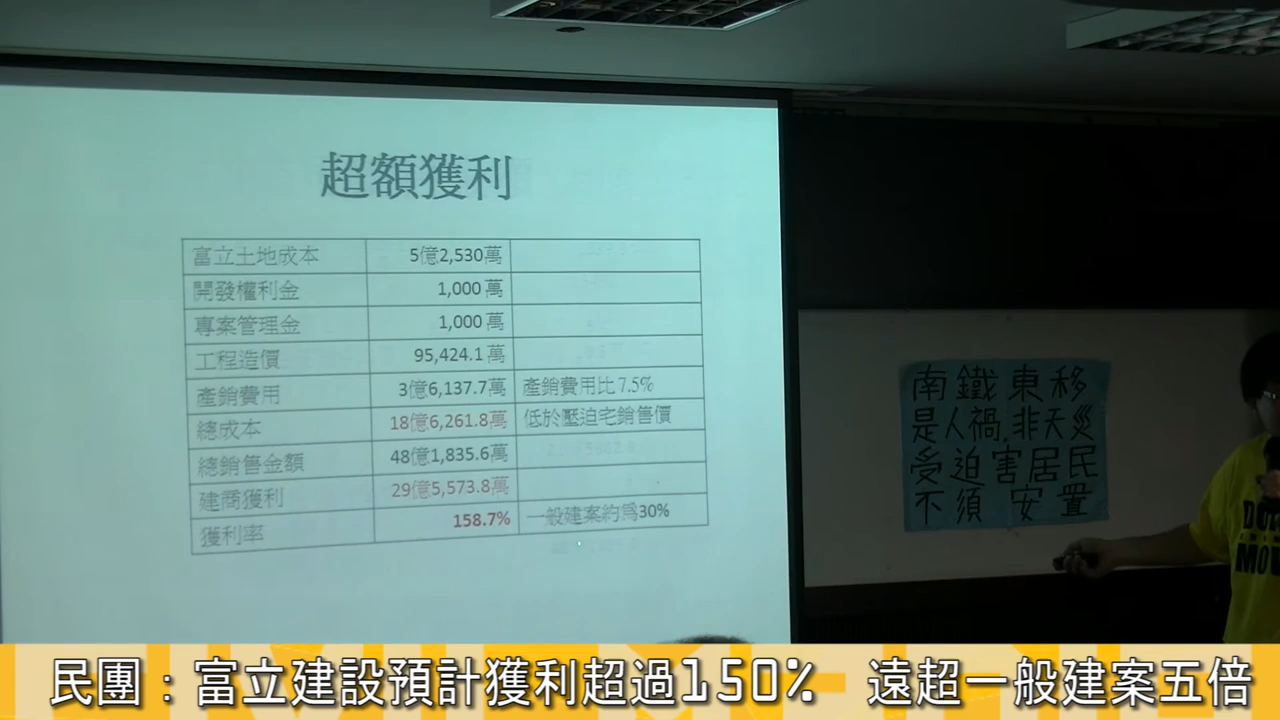 超額獲利
富立土地成本 5億2,530萬
開發權利金 1,000 萬
專案管理金 1,000 萬
工程造價 95,424.1 萬
產銷費用 3億6,137.7萬 產銷費用比 7.5%
總成本 18億6,261.8萬 低於壓迫宅銷售價
總銷售金額 48億1,835.6萬
建商獲利 29億5,573.8萬
獲利率 158.7% 一般建案約為30%
南鐵東移
是人禍,非天災
受迫害居民
不須安置
民團：富立建設預計獲利超過150% 遠超一般建案五倍